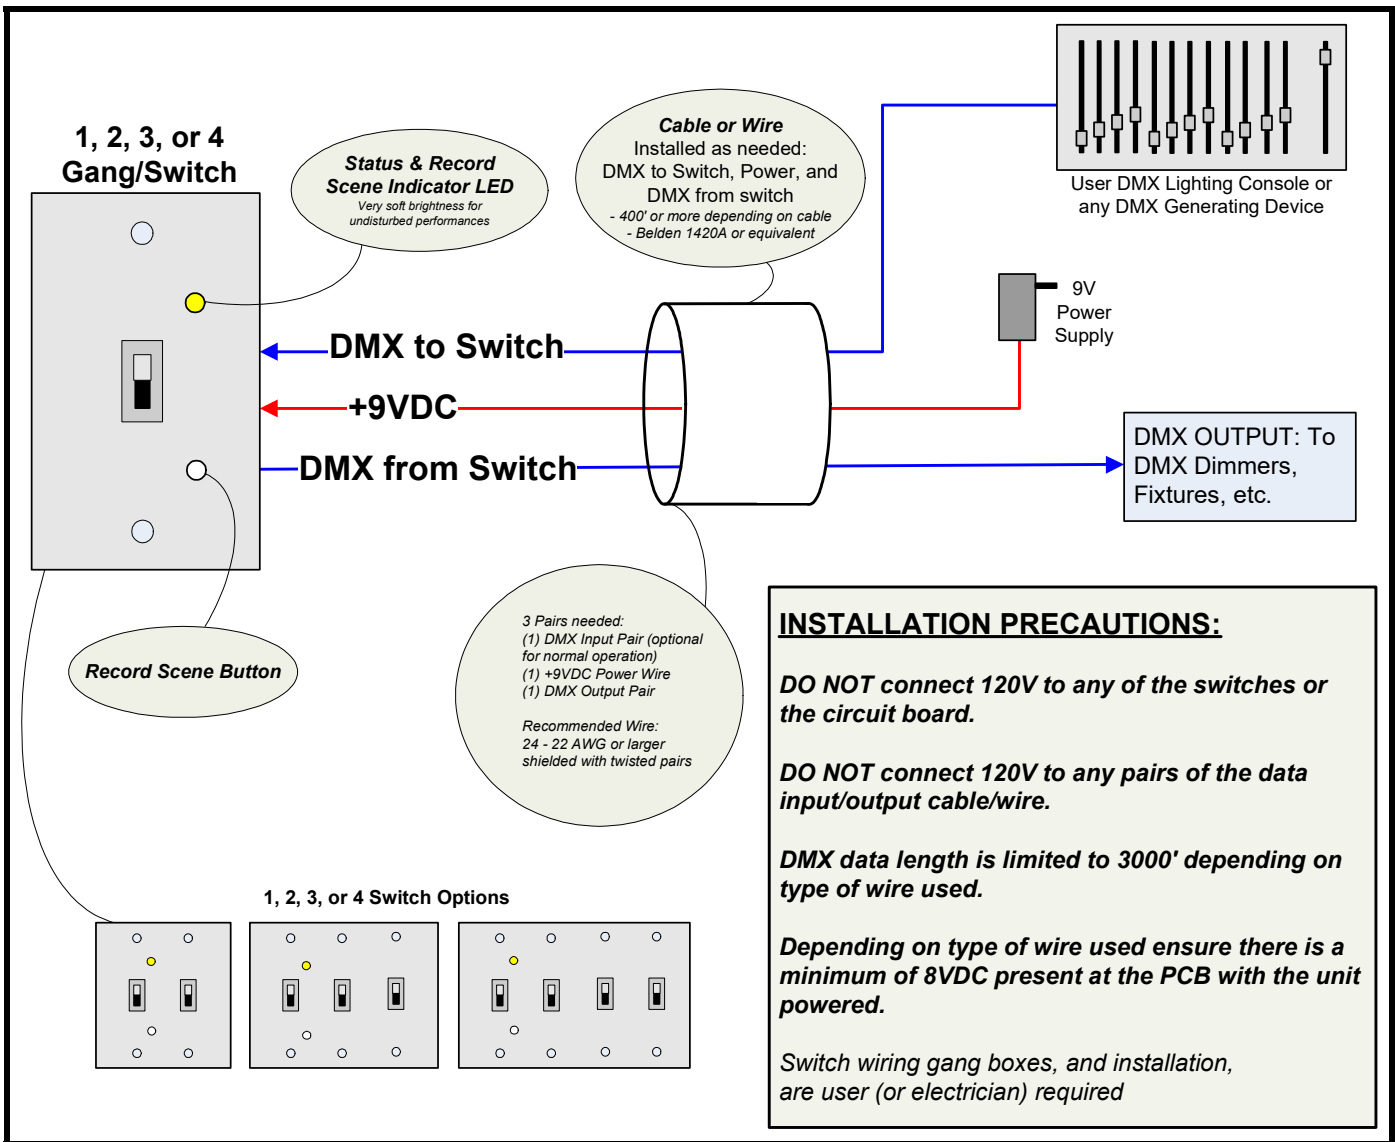 1, 2, 3, or 4
Gang/Switch
Status & Record
Scene Indicator LED
Very soft brightness for
undisturbed performances
Cable or Wire
Installed as needed:
DMX to Switch, Power, and
DMX from switch
- 400' or more depending on cable
- Belden 1420A or equivalent
User DMX Lighting Console or
any DMX Generating Device
9V
Power
Supply
DMX to Switch
+9VDC
DMX from Switch
DMX OUTPUT: To
DMX Dimmers,
Fixtures, etc.
Record Scene Button
3 Pairs needed:
(1) DMX Input Pair (optional
for normal operation)
(1) +9VDC Power Wire
(1) DMX Output Pair
Recommended Wire:
24 - 22 AWG or larger
shielded with twisted pairs
INSTALLATION PRECAUTIONS:
DO NOT connect 120V to any of the switches or
the circuit board.
DO NOT connect 120V to any pairs of the data
input/output cable/wire.
DMX data length is limited to 3000' depending on
type of wire used.
Depending on type of wire used ensure there is a
minimum of 8VDC present at the PCB with the unit
powered.
Switch wiring gang boxes, and installation,
are user (or electrician) required
1, 2, 3, or 4 Switch Options